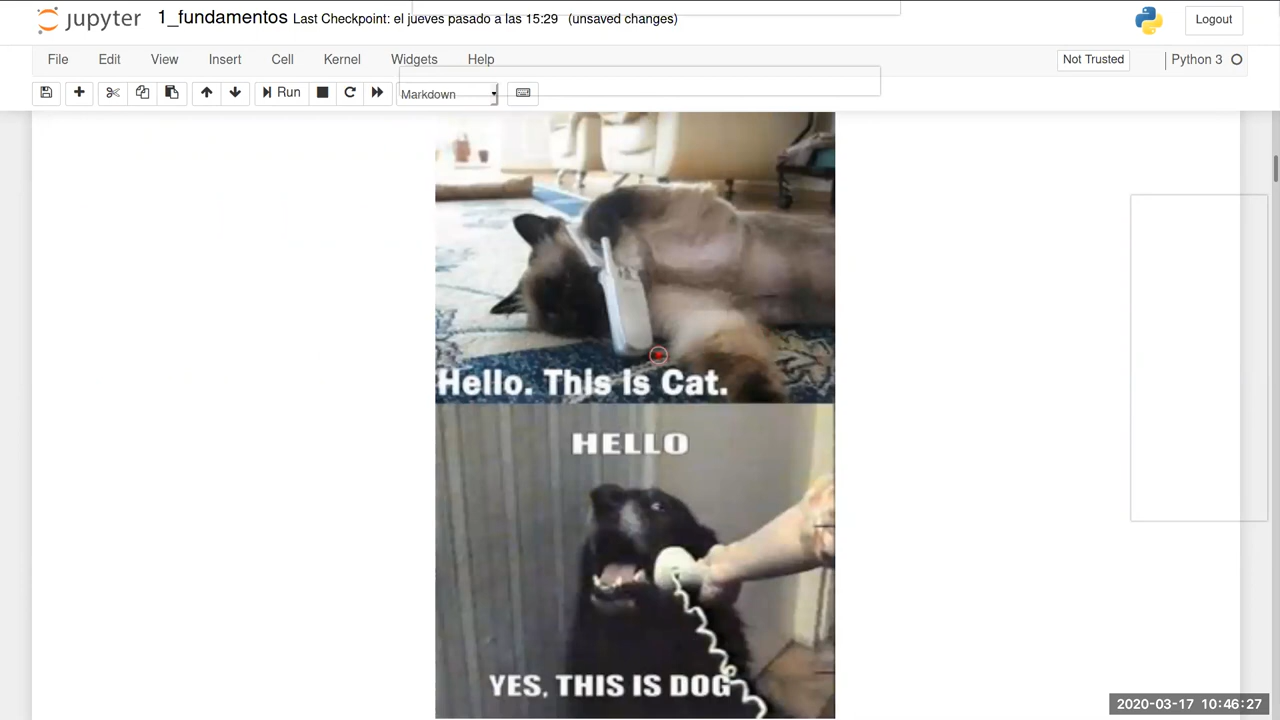 jupyter 1_fundamentos Last Checkpoint: el jueves pasado a las 15:29 (unsaved changes) Logout
File Edit View Insert Cell Kernel Widgets Help Not Trusted Python 3
Run Markdown
Hello. This is Cat.
HELLO
YES, THIS IS DOG
2020-03-17 10:46:27